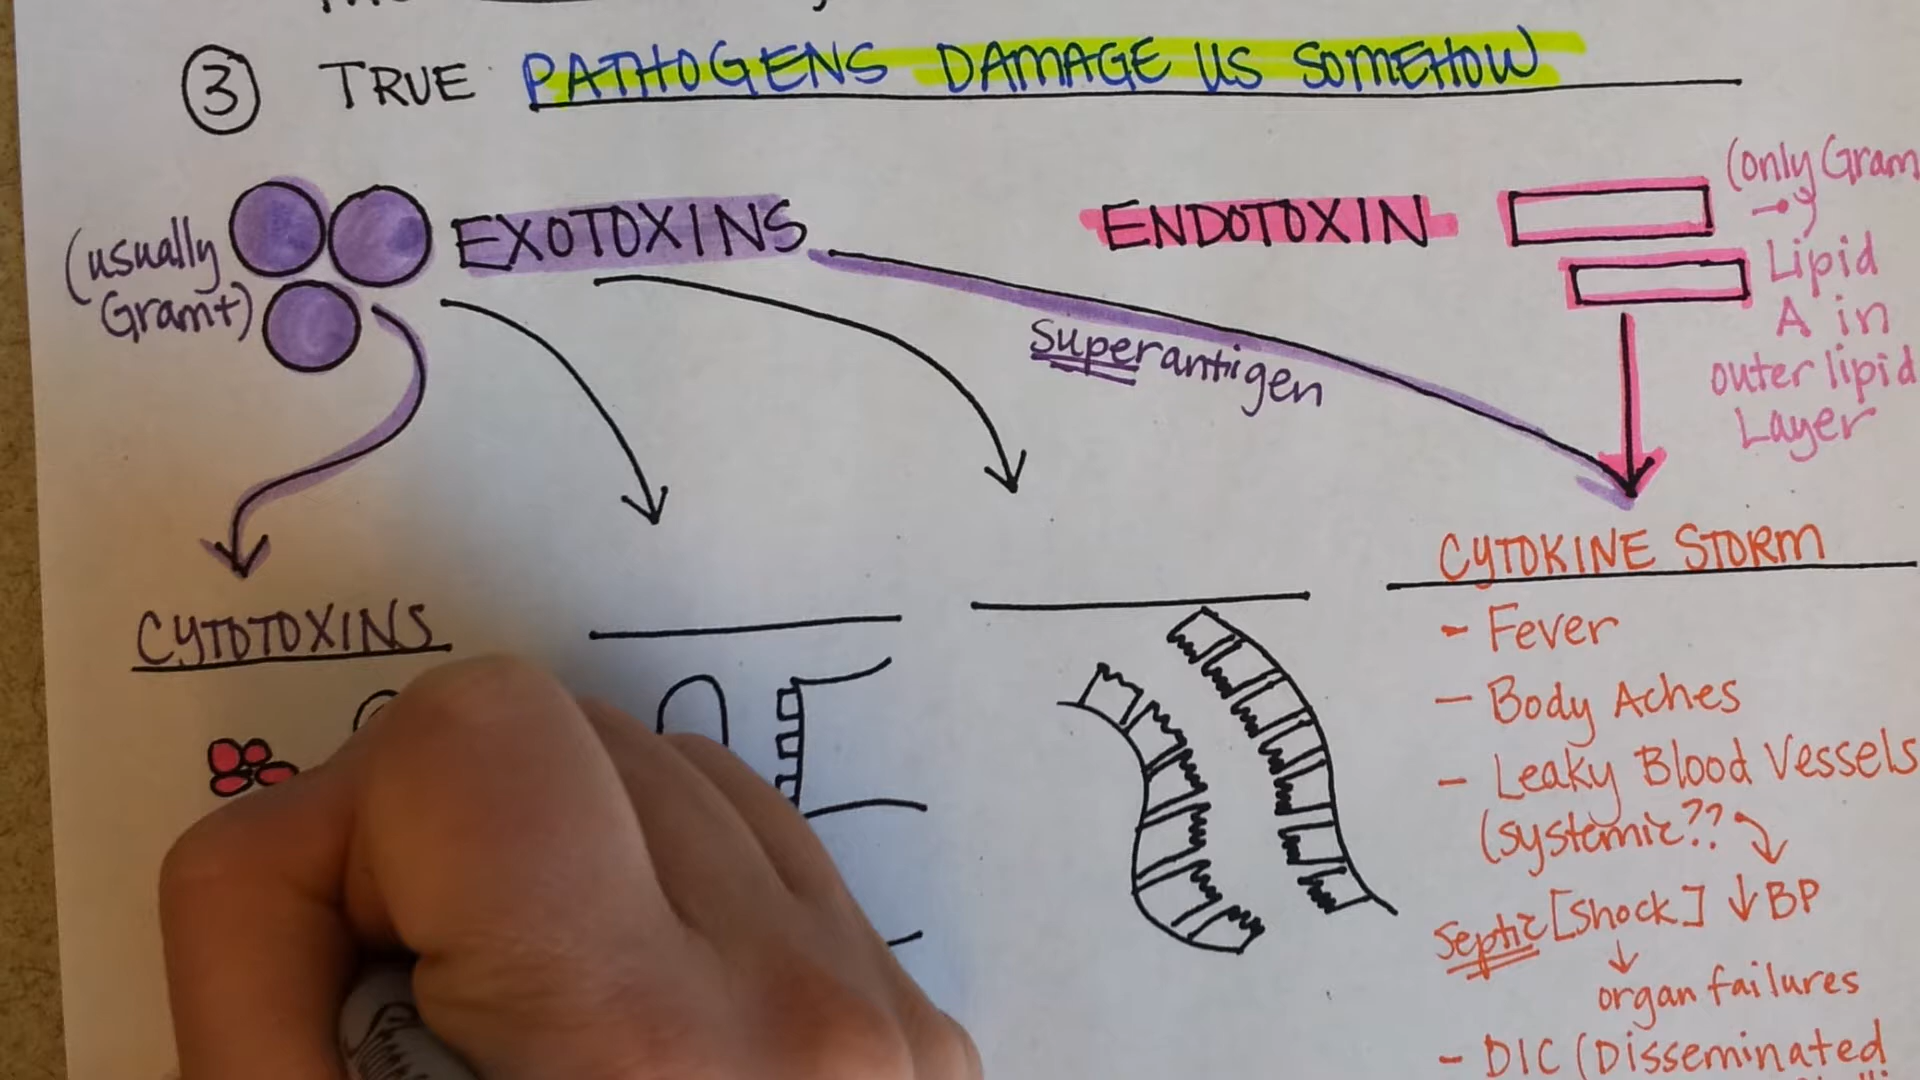 ③ TRUE PATHOGENS DAMAGE US SOMEHOW
(usually
Gram+)
EXOTOXINS
ENDOTOXIN
(only Gram
Lipid
A in
outer lipid
Layer
Superantigen
CYTOTOXINS
CYTOKINE STORM
- Fever
- Body Aches
- Leaky Blood Vessels
(systemic??
Septic [Shock] ↓BP
↓
organ failures
- DIC (Disseminated